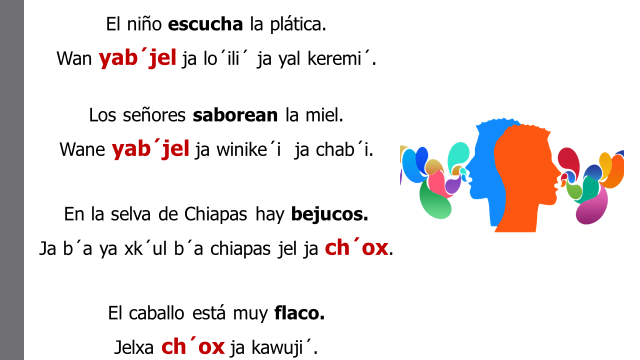 El niño escucha la plática.
Wan yab´jel ja lo´ili´ ja yal keremi´.
Los señores saborean la miel.
Wane yab´jel ja winike´i ja chab´i.
En la selva de Chiapas hay bejucos.
Ja b´a ya xk´ul b´a chiapas jel ja ch´ox.
El caballo está muy flaco.
Jelxa ch´ox ja kawuji´.